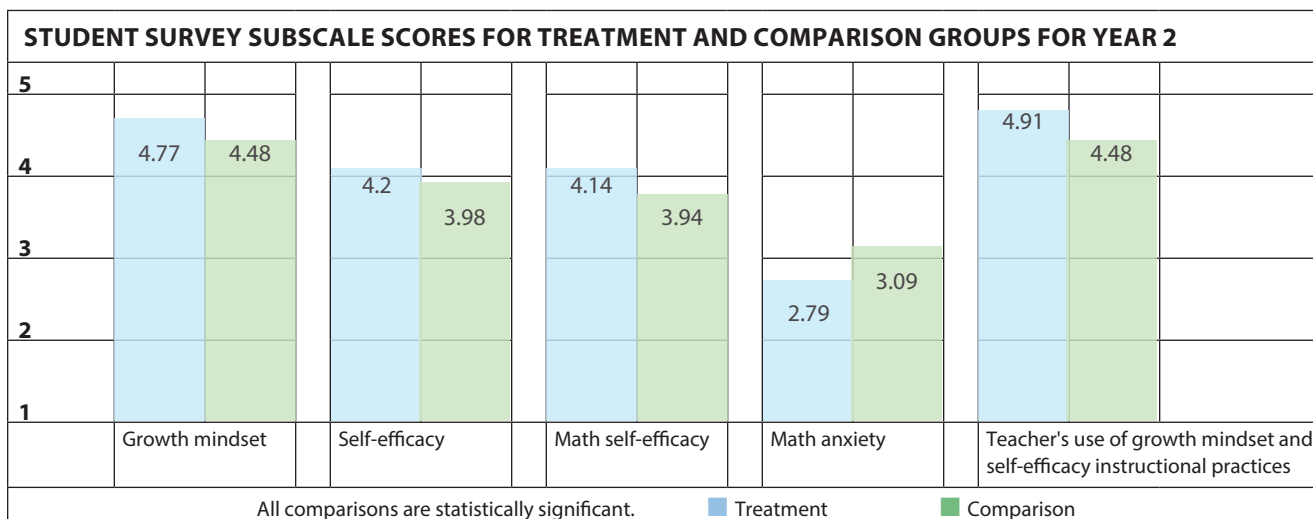 STUDENT SURVEY SUBSCALE SCORES FOR TREATMENT AND COMPARISON GROUPS FOR YEAR 2
5
4
3
2
1
4.77
4.48
4.2
3.98
4.14
3.94
2.79
3.09
4.91
4.48
Growth mindset
Self-efficacy
Math self-efficacy
Math anxiety
Teacher's use of growth mindset and
self-efficacy instructional practices
All comparisons are statistically significant.
Treatment
Comparison